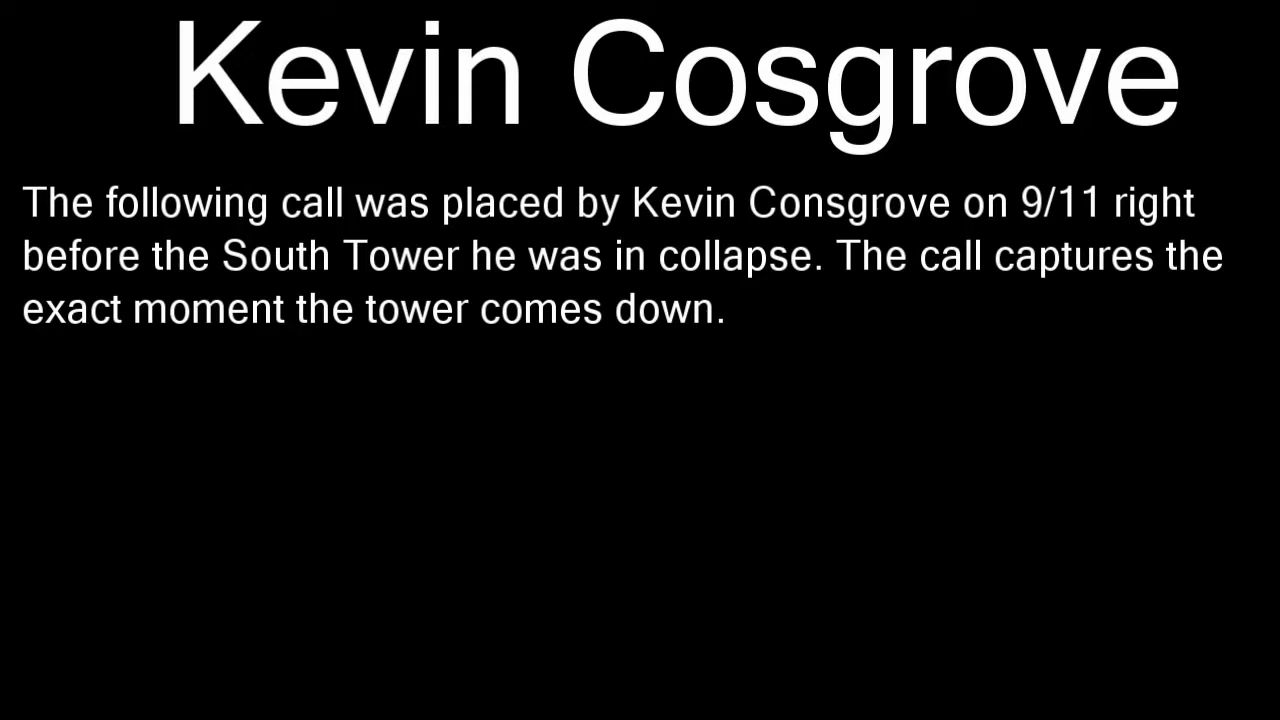 Kevin Cosgrove
The following call was placed by Kevin Consgrove on 9/11 right
before the South Tower he was in collapse. The call captures the
exact moment the tower comes down.